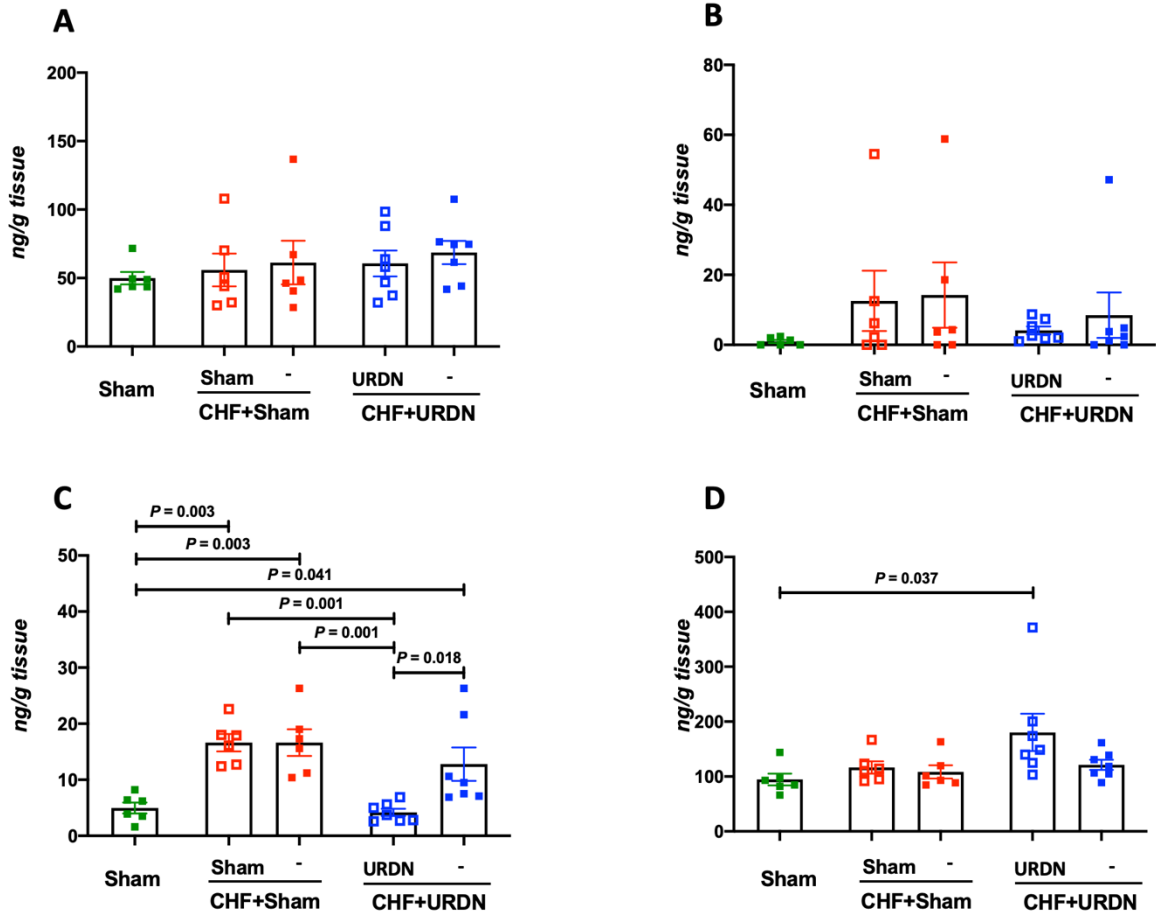 A
ng/g tissue
200
150
100
50
0
Sham
Sham -
CHF+Sham
URDN -
CHF+URDN
B
ng/g tissue
80
60
40
20
0
Sham
Sham -
CHF+Sham
URDN -
CHF+URDN
C
P = 0.003
P = 0.003
P = 0.041
P = 0.001
P = 0.001
P = 0.018
ng/g tissue
50
40
30
20
10
0
Sham
Sham -
CHF+Sham
URDN -
CHF+URDN
D
P = 0.037
ng/g tissue
500
400
300
200
100
0
Sham
Sham -
CHF+Sham
URDN -
CHF+URDN